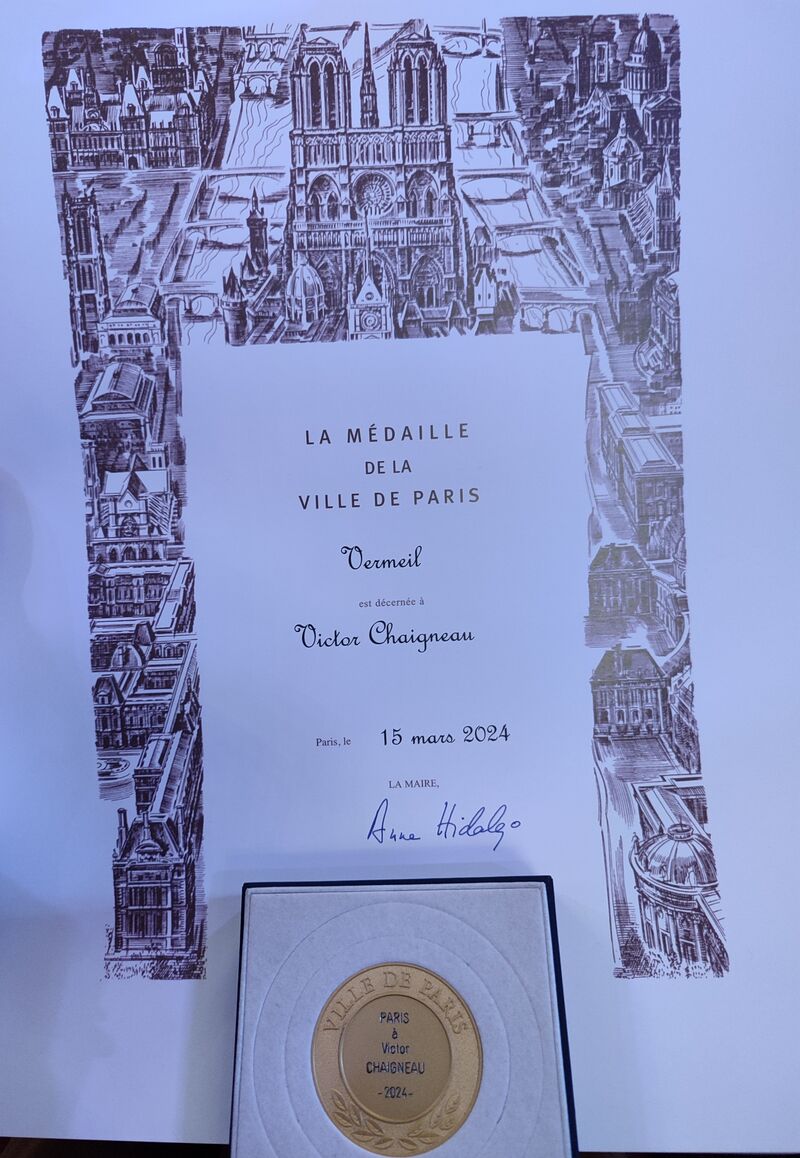 LA MÉDAILLE
DE LA
VILLE DE PARIS
Vermeil
est décernée à
Victor Chaigneau
Paris, le 15 mars 2024
LA MAIRE,
Anne Hidalgo
VILLE DE PARIS
PARIS
à
Victor
CHAIGNEAU
-2024-